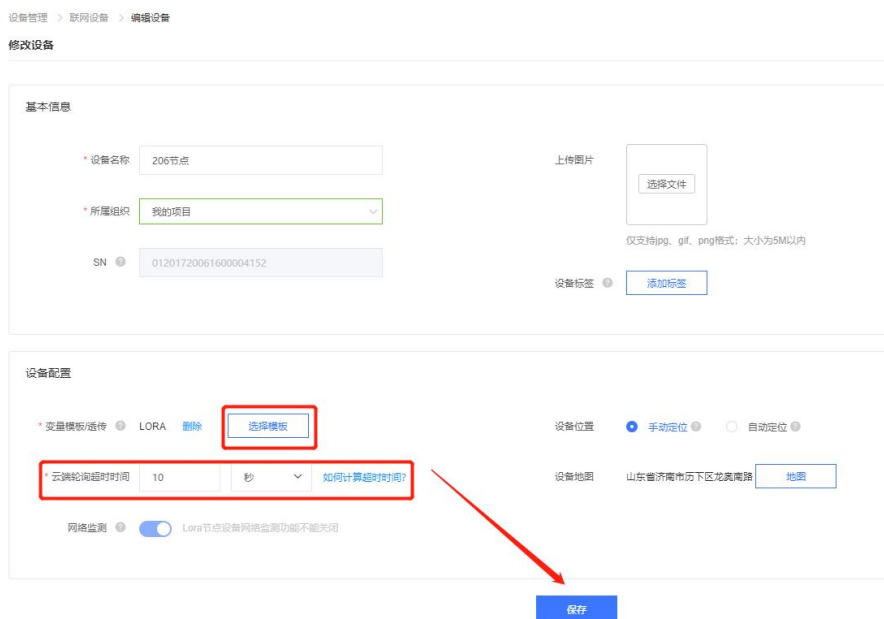 设备管理 > 联网设备 > 编辑设备
修改设备
基本信息
* 设备名称 206节点
上传图片 选择文件
* 所属组织 我的项目
仅支持jpg、gif、png格式；大小为5M以内
SN 01201720061600004152
设备标签 添加标签
设备配置
* 变量模板/透传 LORA 删除 选择模板
设备位置 手动定位 自动定位
* 云端轮询超时时间 10 秒 如何计算超时时间?
设备地图 山东省济南市历下区龙奥南路 地图
网络监测 Lora节点设备网络监测功能不能关闭
保存